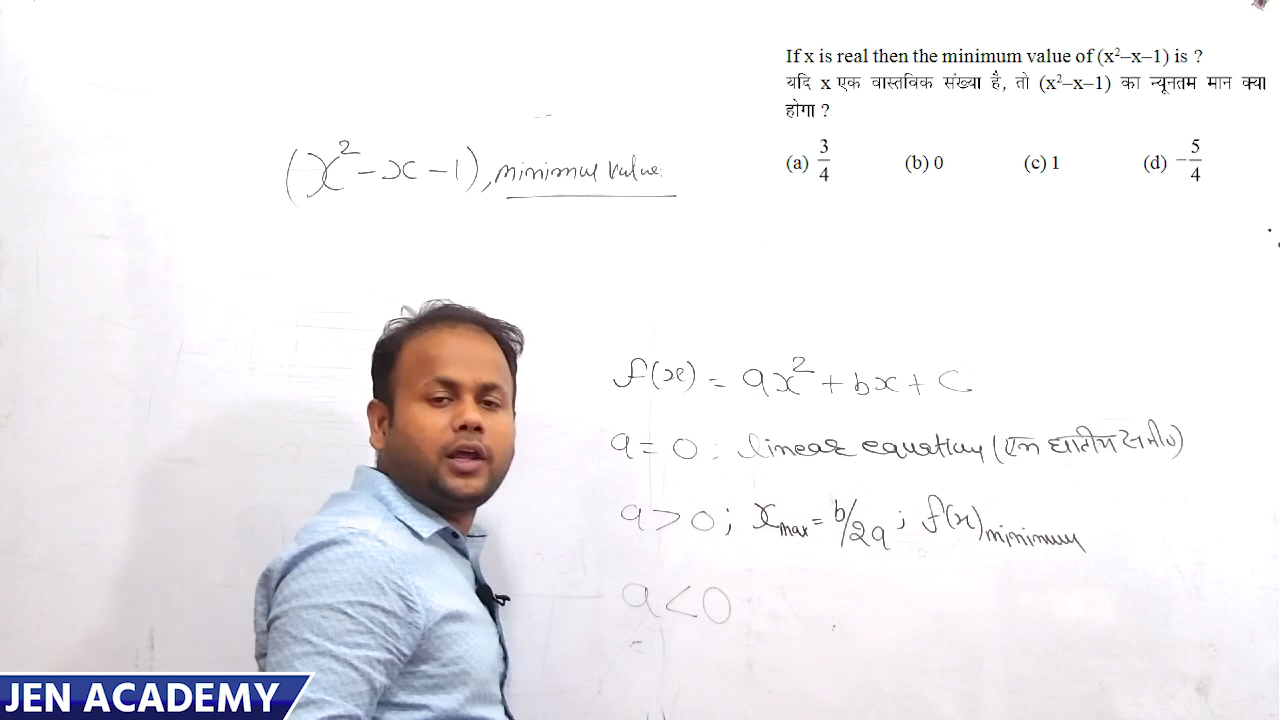 If x is real then the minimum value of (x²–x–1) is ?
यदि x एक वास्तविक संख्या है, तो (x²–x–1) का न्यूनतम मान क्या
होगा ?
(a) 3/4 (b) 0 (c) 1 (d) –5/4
(x² – x – 1), minimum value.
f(x) = ax² + bx + c
a = 0 : linear equation (एक घातीय समी०)
a > 0 ; x max = b/2a ; f(x) minimum
a < 0
JEN ACADEMY